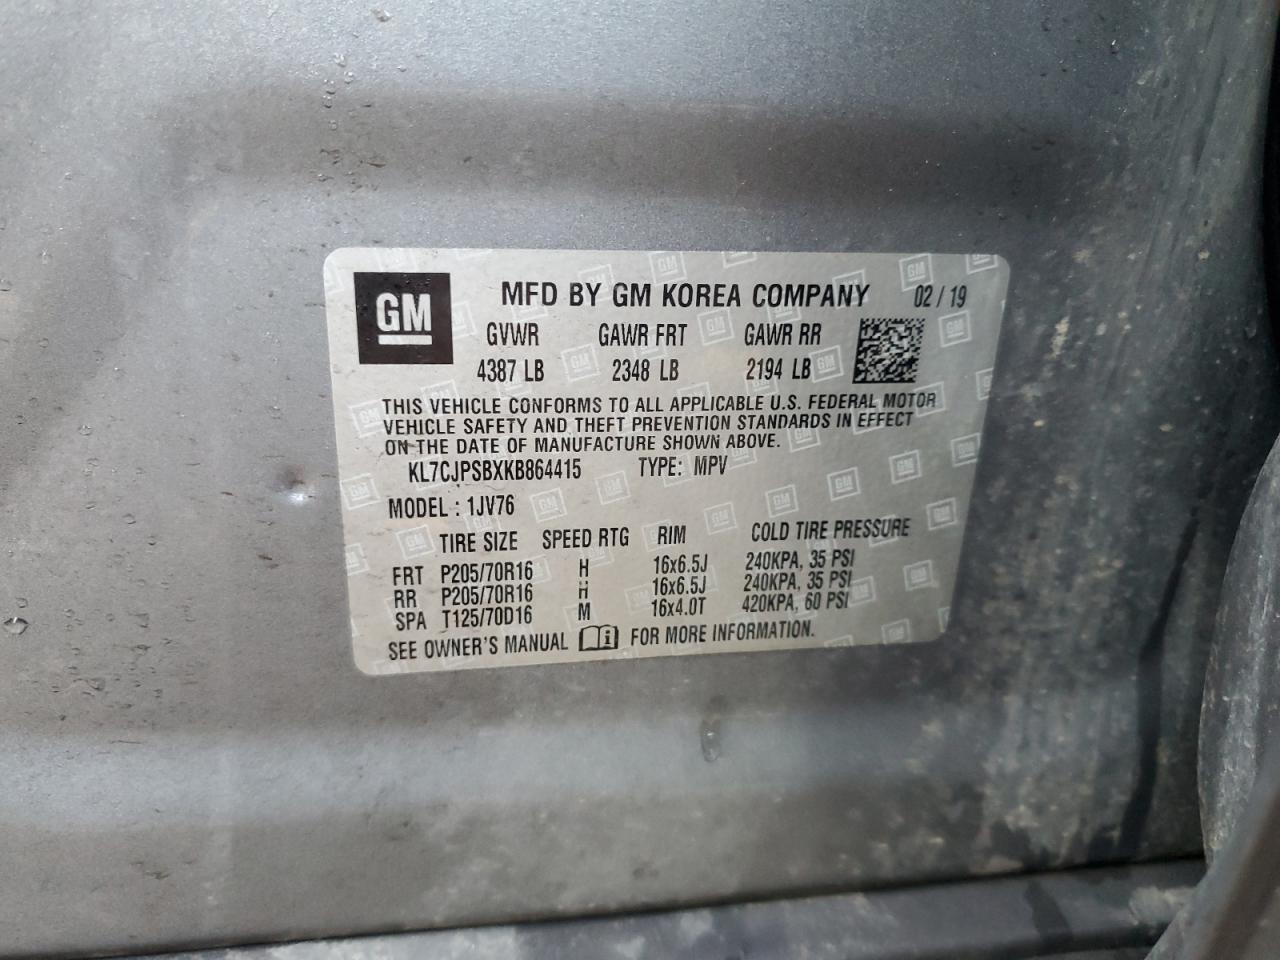 GM MFD BY GM KOREA COMPANY 02 / 19
GVWR GAWR FRT GAWR RR
4387 LB 2348 LB 2194 LB
THIS VEHICLE CONFORMS TO ALL APPLICABLE U.S. FEDERAL MOTOR
VEHICLE SAFETY AND THEFT PREVENTION STANDARDS IN EFFECT
ON THE DATE OF MANUFACTURE SHOWN ABOVE.
KL7CJPSBXKB864415 TYPE: MPV
MODEL : 1JV76
TIRE SIZE SPEED RTG RIM COLD TIRE PRESSURE
FRT P205/70R16 H 16x6.5J 240KPA, 35 PSI
RR P205/70R16 H 16x6.5J 240KPA, 35 PSI
SPA T125/70D16 M 16x4.0T 420KPA, 60 PSI
SEE OWNER'S MANUAL FOR MORE INFORMATION.